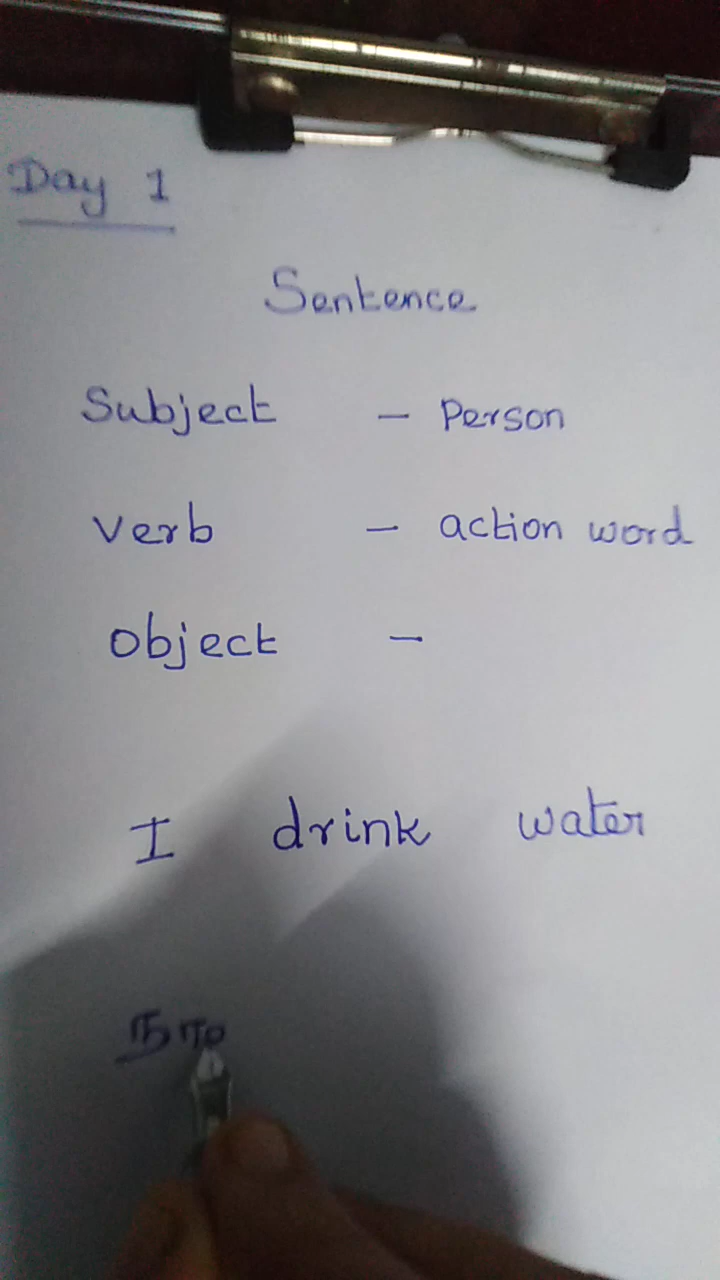 Day 1
Sentence
Subject - Person
Verb - action word
Object -
I drink water